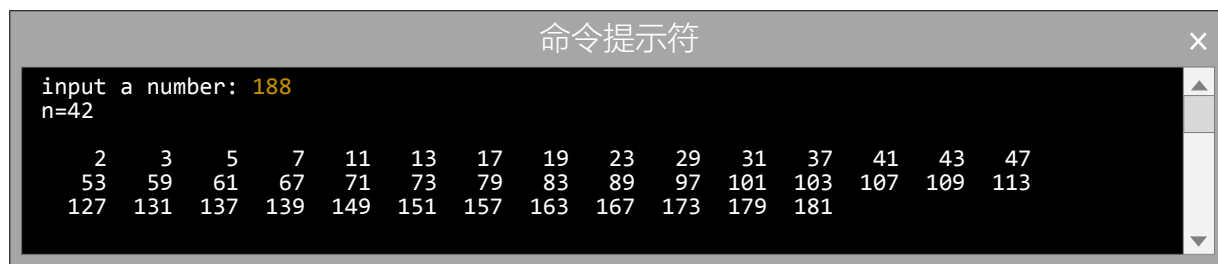 命令提示符
input a number: 188
n=42
2 3 5 7 11 13 17 19 23 29 31 37 41 43 47
53 59 61 67 71 73 79 83 89 97 101 103 107 109 113
127 131 137 139 149 151 157 163 167 173 179 181